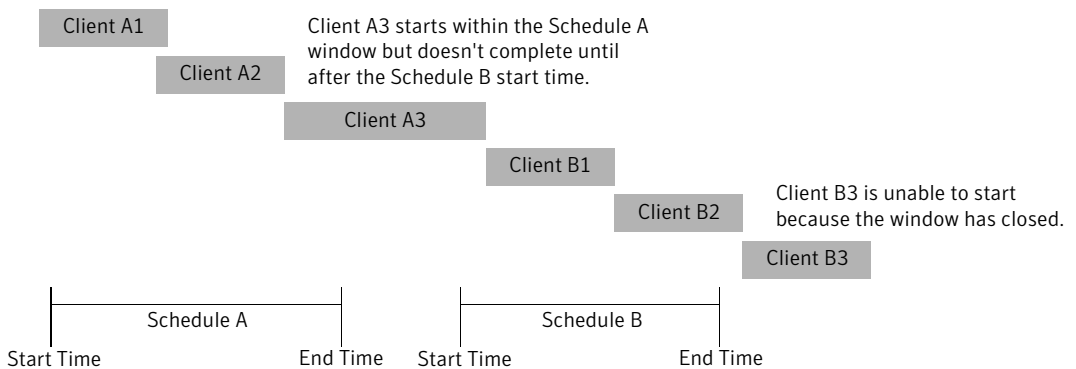 Client A1
Client A3 starts within the Schedule A
window but doesn't complete until
after the Schedule B start time.
Client A2
Client A3
Client B1
Client B3 is unable to start
because the window has closed.
Client B2
Client B3
Schedule A
Schedule B
Start Time
End Time
Start Time
End Time